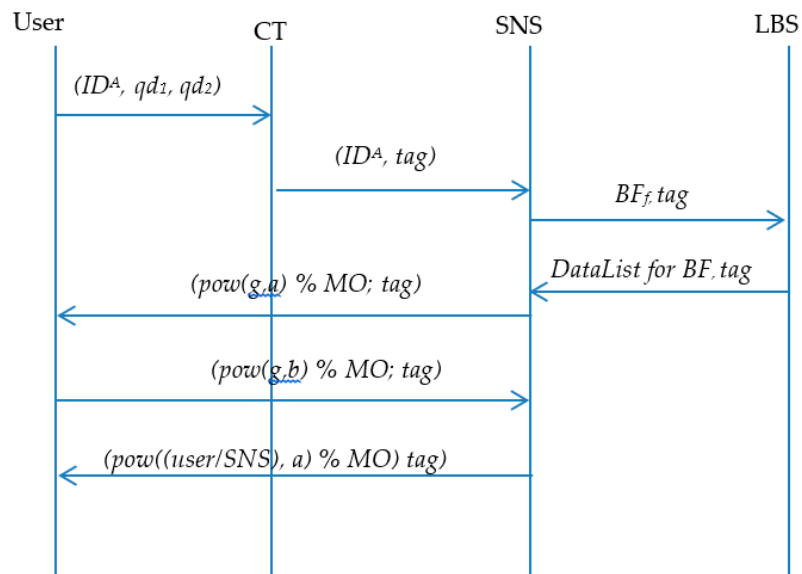 User
CT
SNS
LBS
(IDᴬ, qd₁, qd₂)
(IDᴬ, tag)
BF_f, tag
DataList for BF, tag
(pow(g,a) % MO; tag)
(pow(g,b) % MO; tag)
(pow((user/SNS), a) % MO) tag)